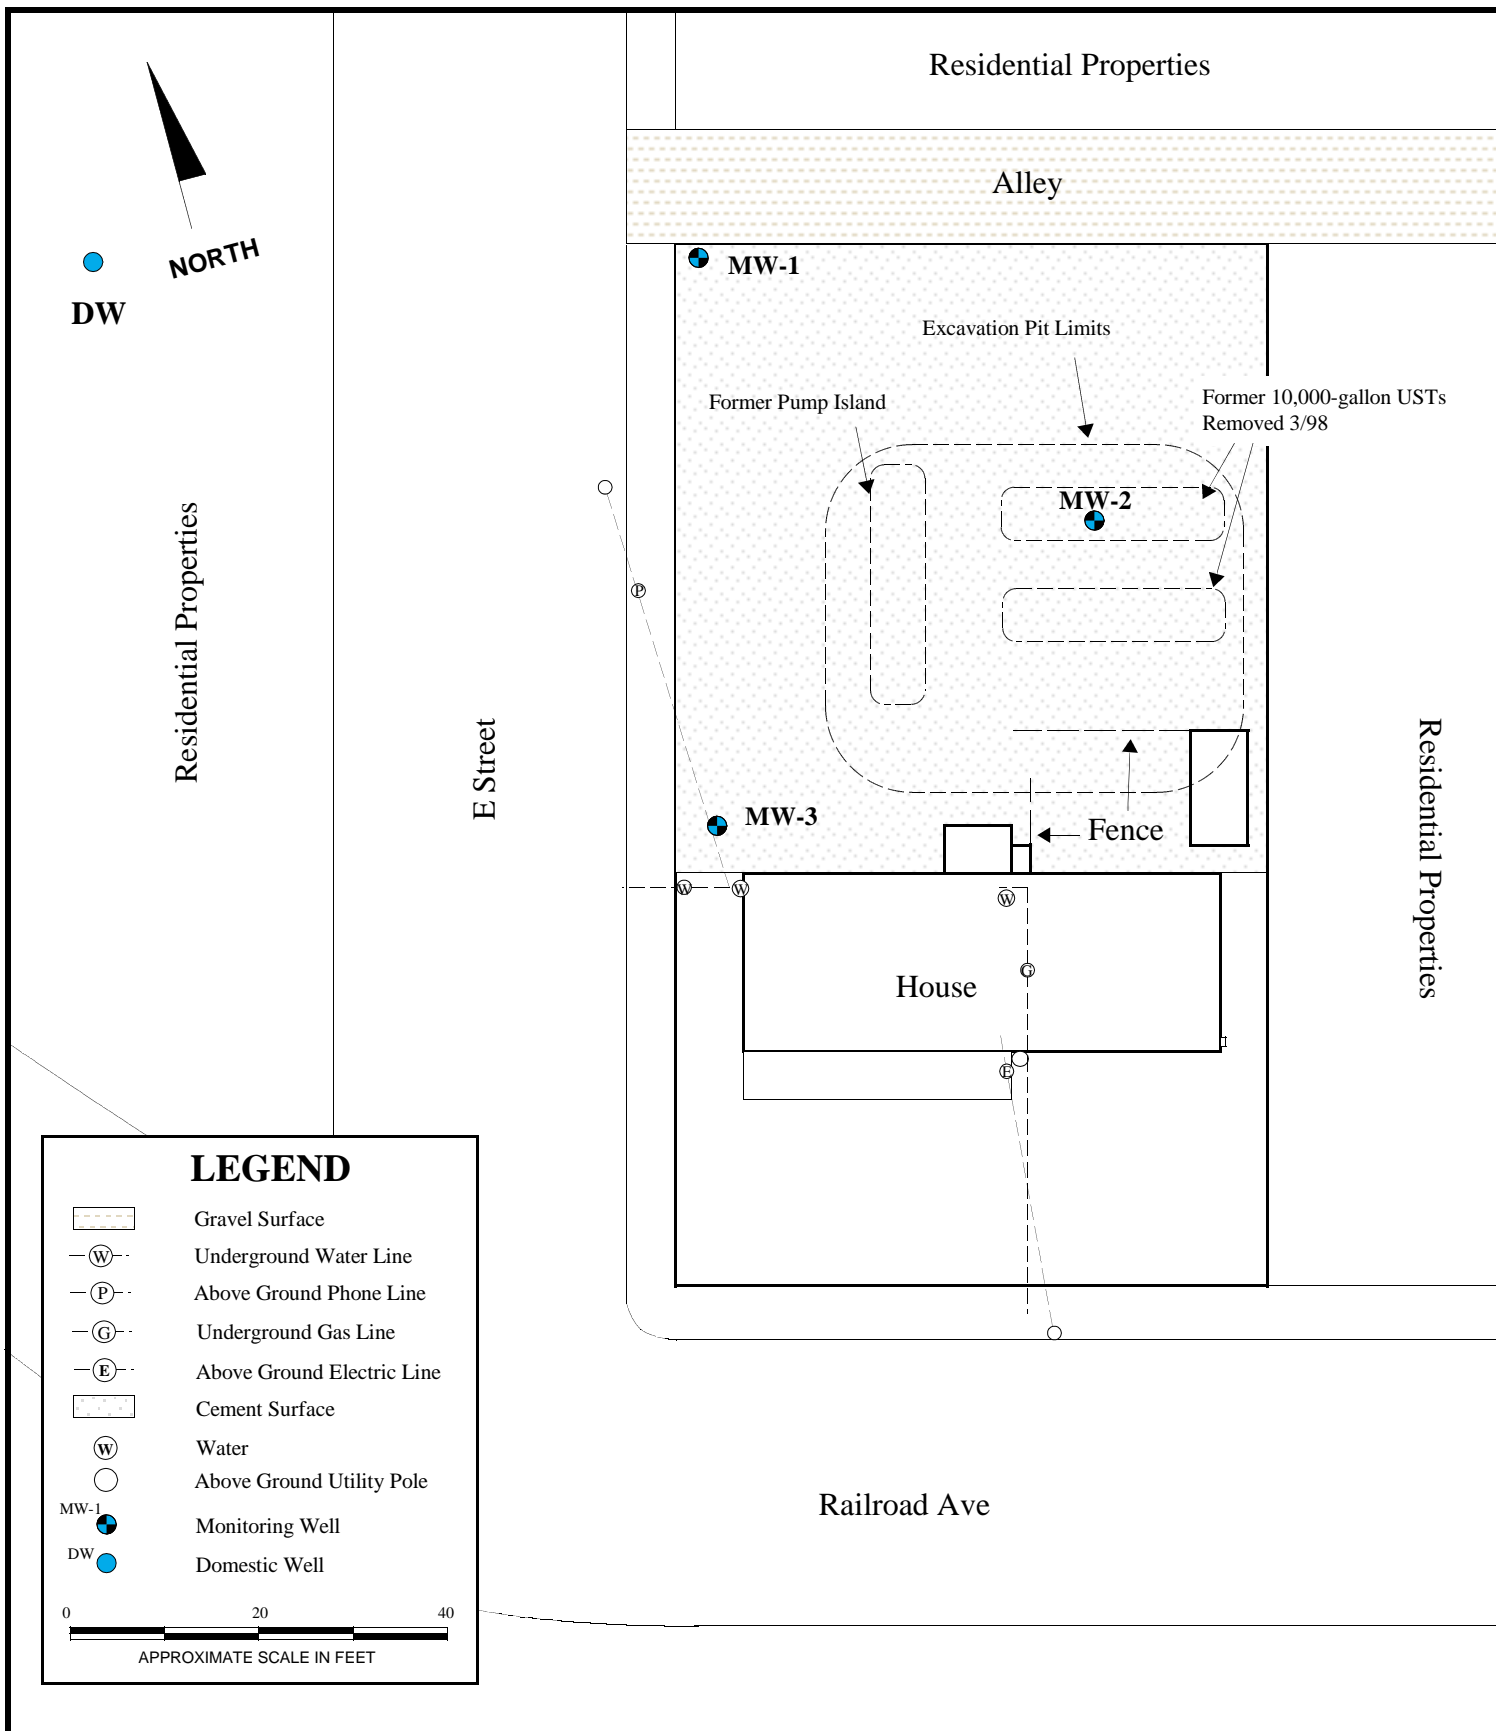 Residential Properties
Alley
NORTH
DW
MW-1
Excavation Pit Limits
Former Pump Island
Former 10,000-gallon USTs
Removed 3/98
MW-2
P
Residential Properties
E Street
Residential Properties
MW-3
Fence
W
W
W
G
House
E
LEGEND
Gravel Surface
W
Underground Water Line
P
Above Ground Phone Line
G
Underground Gas Line
E
Above Ground Electric Line
Cement Surface
W
Water
Above Ground Utility Pole
MW-1
Monitoring Well
DW
Domestic Well
0 20 40
APPROXIMATE SCALE IN FEET
Railroad Ave